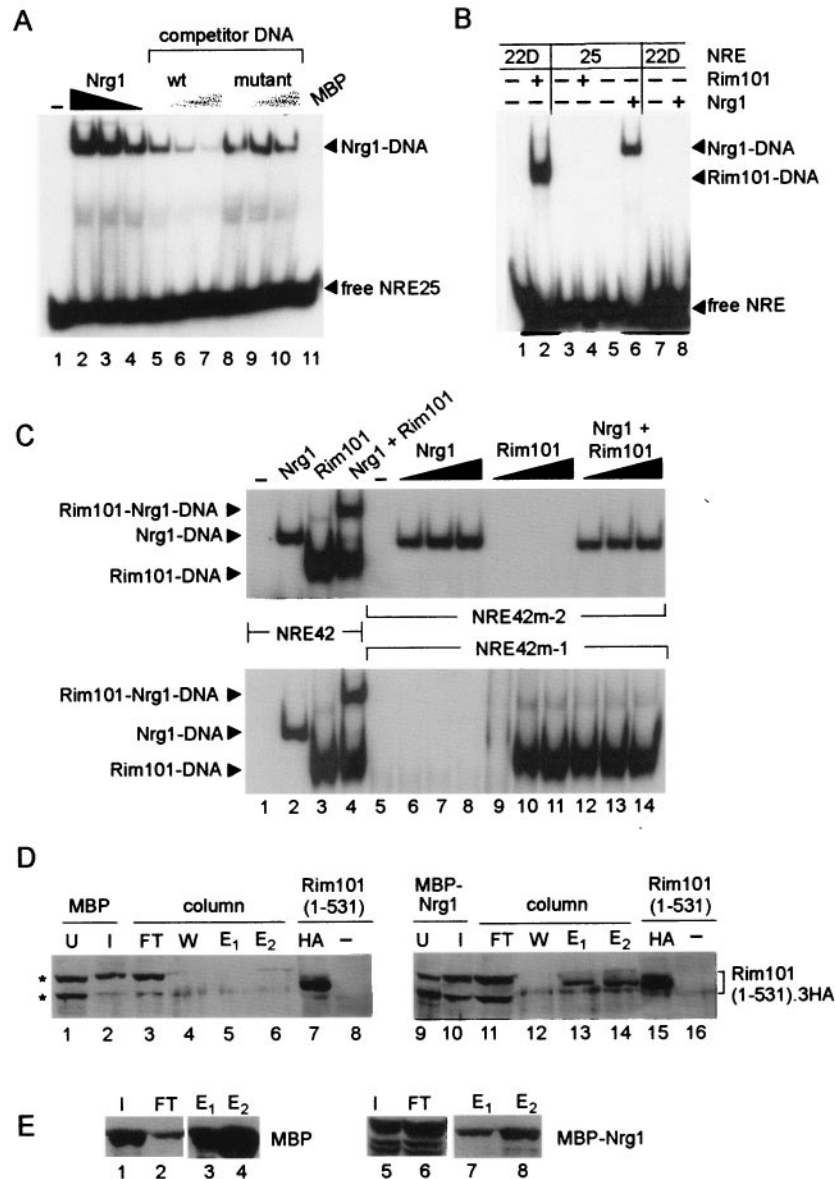 A
competitor DNA
Nrg1 wt mutant MBP
–
Nrg1-DNA
free NRE25
1 2 3 4 5 6 7 8 9 10 11
B
22D 25 22D NRE
– + – + – – – – Rim101
– – – – – + – + Nrg1
Nrg1-DNA
Rim101-DNA
free NRE
1 2 3 4 5 6 7 8
C
– Nrg1 Rim101 Nrg1 + Rim101 – Nrg1 Rim101 Nrg1 + Rim101
Rim101-Nrg1-DNA
Nrg1-DNA
Rim101-DNA
NRE42m-2
NRE42
NRE42m-1
Rim101-Nrg1-DNA
Nrg1-DNA
Rim101-DNA
1 2 3 4 5 6 7 8 9 10 11 12 13 14
D
MBP column Rim101 (1-531)
U I FT W E1 E2 HA –
*
*
1 2 3 4 5 6 7 8
MBP-Nrg1 column Rim101 (1-531)
U I FT W E1 E2 HA –
Rim101
(1-531).3HA
9 10 11 12 13 14 15 16
E
I FT E1 E2
MBP
1 2 3 4
I FT E1 E2
MBP-Nrg1
5 6 7 8